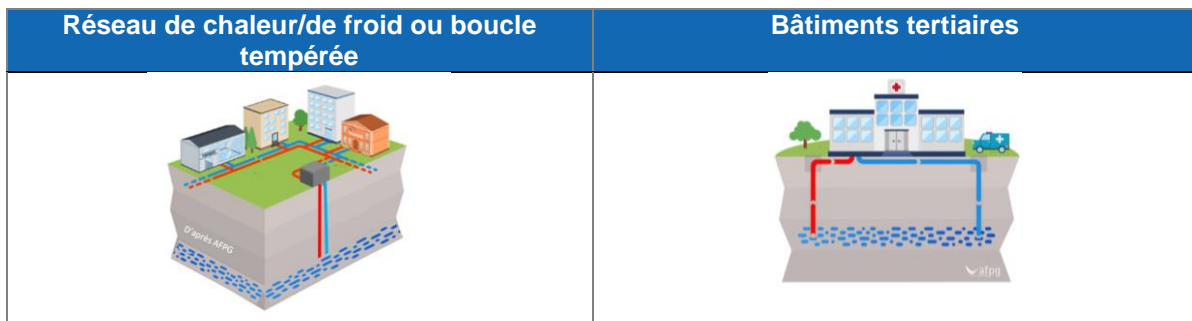 Réseau de chaleur/de froid ou boucle
tempérée
Bâtiments tertiaires
D'après AFPG
afpg